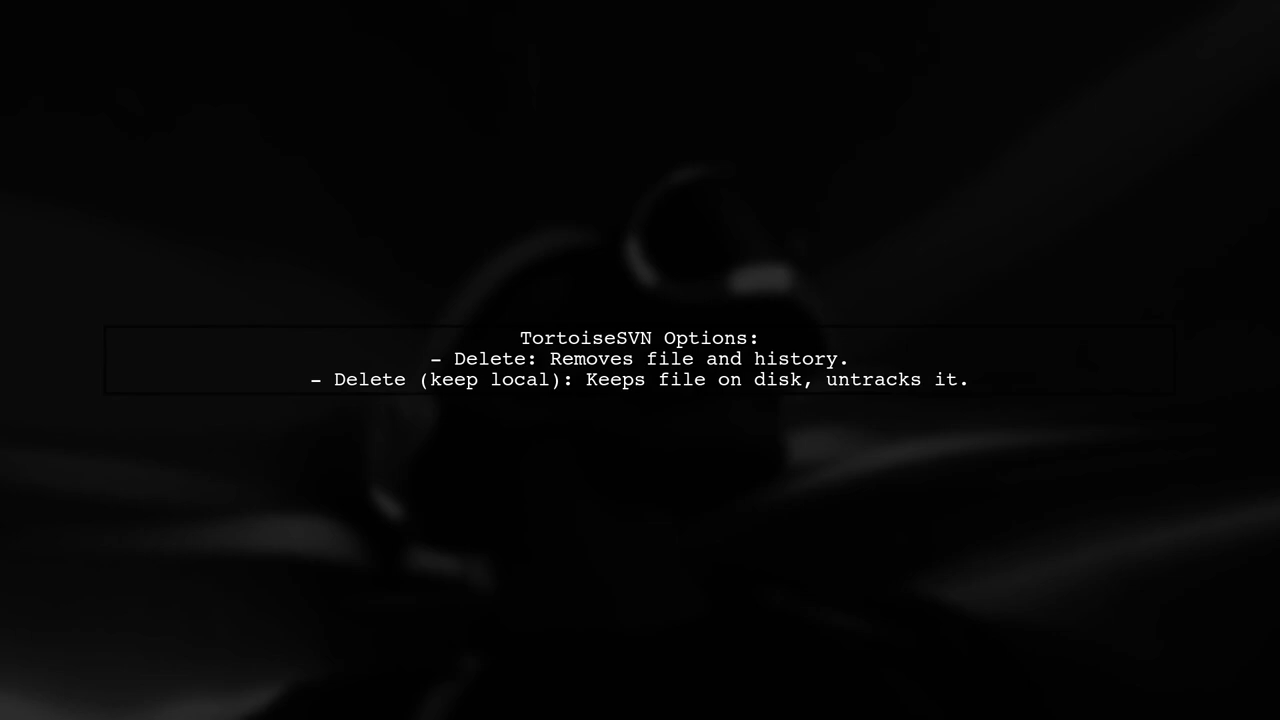 TortoiseSVN Options:
- Delete: Removes file and history.
- Delete (keep local): Keeps file on disk, untracks it.